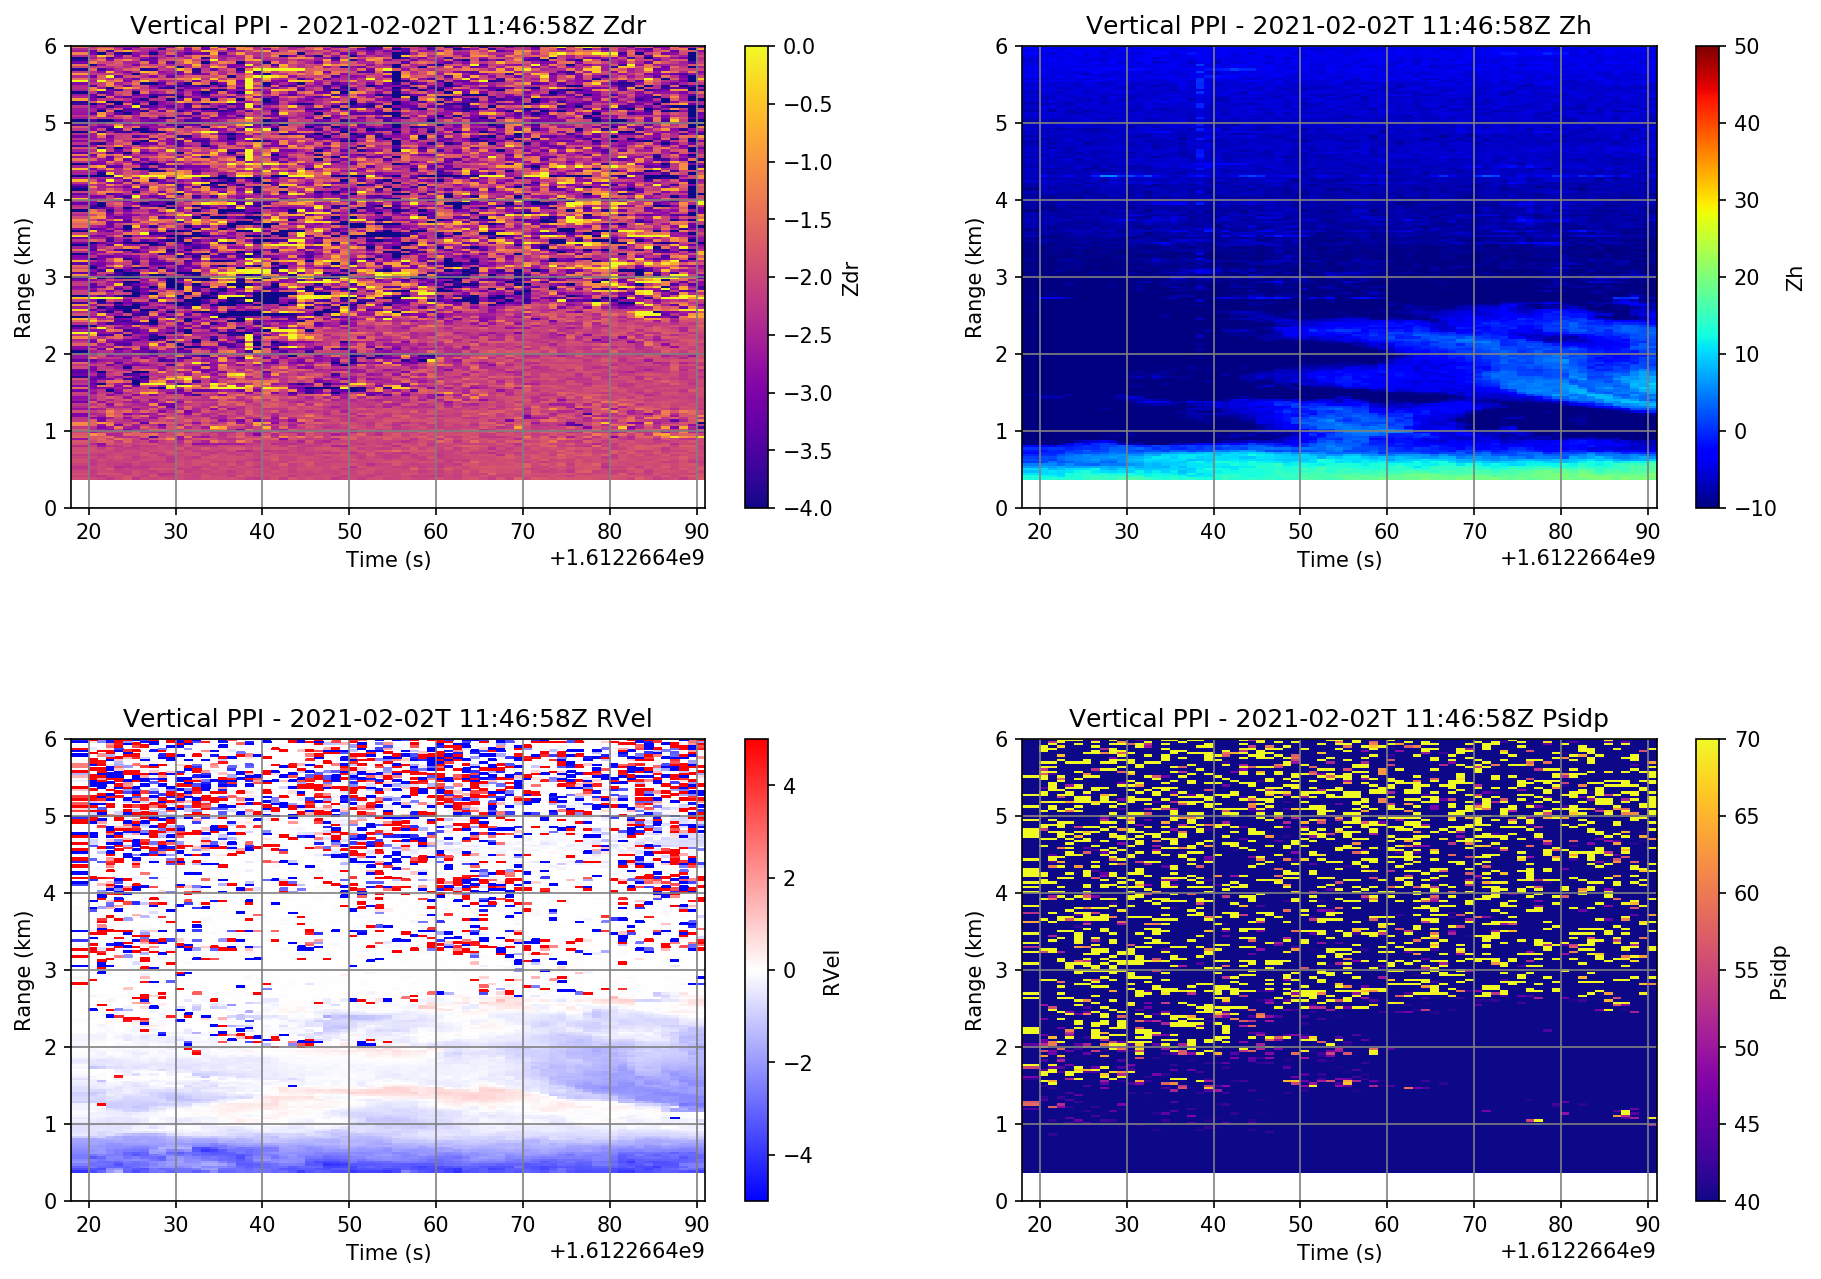 Vertical PPI - 2021-02-02T 11:46:58Z Zdr
6
5
4
3
2
1
0
Range (km)
20 30 40 50 60 70 80 90
Time (s)
+1.6122664e9
0.0
−0.5
−1.0
−1.5
−2.0
−2.5
−3.0
−3.5
−4.0
Zdr
Vertical PPI - 2021-02-02T 11:46:58Z Zh
6
5
4
3
2
1
0
Range (km)
20 30 40 50 60 70 80 90
Time (s)
+1.6122664e9
50
40
30
20
10
0
−10
Zh
Vertical PPI - 2021-02-02T 11:46:58Z RVel
6
5
4
3
2
1
0
Range (km)
20 30 40 50 60 70 80 90
Time (s)
+1.6122664e9
4
2
0
−2
−4
RVel
Vertical PPI - 2021-02-02T 11:46:58Z Psidp
6
5
4
3
2
1
0
Range (km)
20 30 40 50 60 70 80 90
Time (s)
+1.6122664e9
70
65
60
55
50
45
40
Psidp